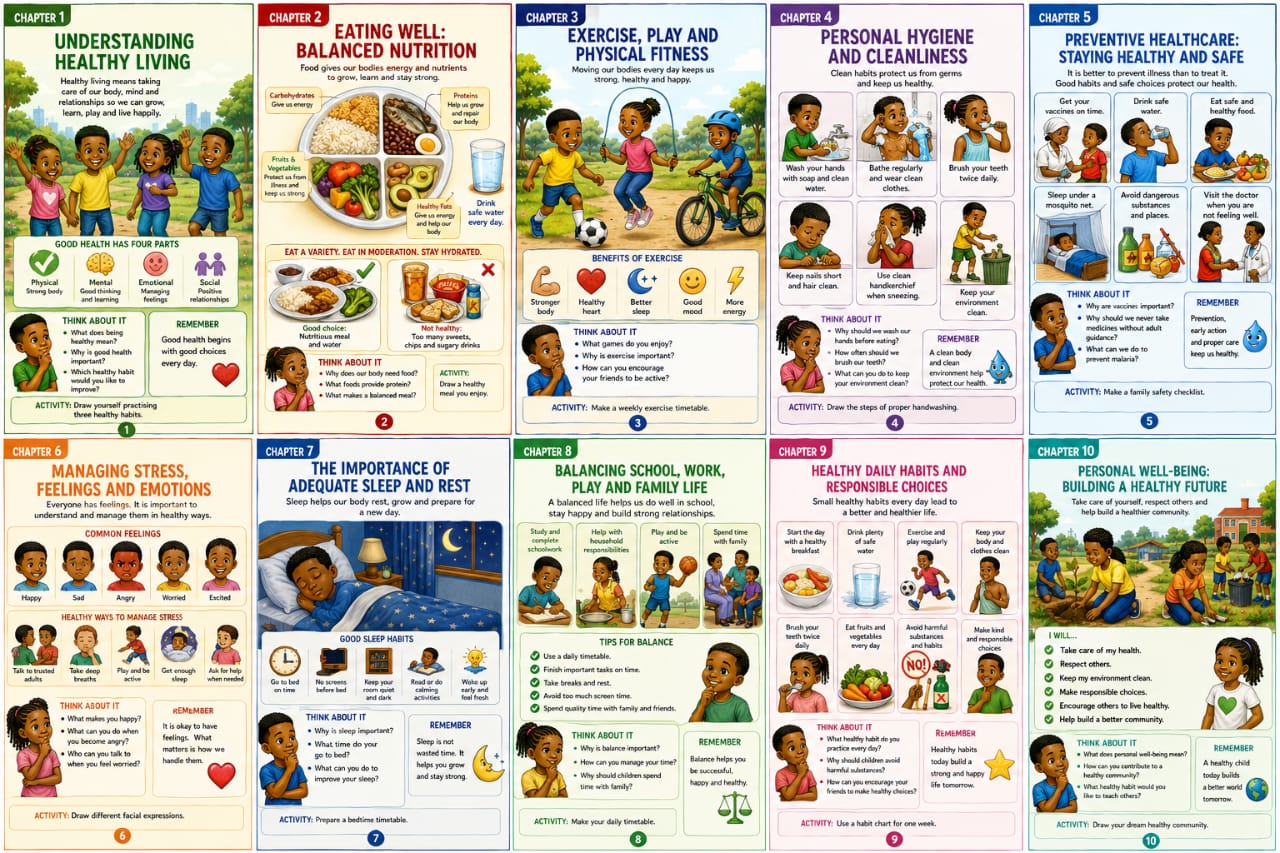 CHAPTER 1
UNDERSTANDING
HEALTHY LIVING
Healthy living means taking
care of our body, mind and
relationships so we can grow,
learn, play and live happily.
GOOD HEALTH HAS FOUR PARTS
Physical
Strong body
Mental
Good thinking
and learning
Emotional
Managing
feelings
Social
Positive
relationships
THINK ABOUT IT
• What does being
healthy mean?
• Why is good health
important?
• Which healthy habit
would you like to
improve?
REMEMBER
Good health begins
with good choices
every day.
ACTIVITY: Draw yourself practising
three healthy habits.
1
CHAPTER 2
EATING WELL:
BALANCED NUTRITION
Food gives our bodies energy and nutrients
to grow, learn and stay strong.
Carbohydrates
Give us energy
Proteins
Help us grow
and repair
our body
Fruits &
Vegetables
Protect us from
illness and
keep us strong
Healthy Fats
Give us energy
and help our
body
Drink
safe water
every day.
EAT A VARIETY. EAT IN MODERATION. STAY HYDRATED.
Good choice:
Nutritious meal
and water
Not healthy:
Too many sweets,
chips and sugary drinks
THINK ABOUT IT
• Why does our body need food?
• What foods provide protein?
• What makes a balanced meal?
ACTIVITY:
Draw a healthy
meal you enjoy.
2
CHAPTER 3
EXERCISE, PLAY AND
PHYSICAL FITNESS
Moving our bodies every day keeps us
strong, healthy and happy.
BENEFITS OF EXERCISE
Stronger
body
Healthy
heart
Better
sleep
Good
mood
More
energy
THINK ABOUT IT
• What games do you enjoy?
• Why is exercise important?
• How can you encourage
your friends to be active?
ACTIVITY: Make a weekly exercise timetable.
3
CHAPTER 4
PERSONAL HYGIENE
AND CLEANLINESS
Clean habits protect us from germs
and keep us healthy.
Wash your hands
with soap and clean
water.
Bathe regularly
and wear clean
clothes.
Brush your teeth
twice daily.
Keep nails short
and hair clean.
Use clean
handkerchief
when sneezing.
Keep your
environment
clean.
THINK ABOUT IT
• Why should we wash our
hands before eating?
• How often should we
brush our teeth?
• What can you do to keep
your environment clean?
REMEMBER
A clean body
and clean
environment help
protect our health.
ACTIVITY: Draw the steps of proper handwashing.
4
CHAPTER 5
PREVENTIVE HEALTHCARE:
STAYING HEALTHY AND SAFE
It is better to prevent illness than to treat it.
Good habits and safe choices protect our health.
Get your
vaccines on time.
Drink safe
water.
Eat safe and
healthy food.
Sleep under a
mosquito net.
Avoid dangerous
substances
and places.
Visit the doctor
when you are
not feeling well.
THINK ABOUT IT
• Why are vaccines important?
• Why should we never take
medicines without adult
guidance?
• What can we do to
prevent malaria?
REMEMBER
Prevention,
early action
and proper care
keep us healthy.
ACTIVITY: Make a family safety checklist.
5
CHAPTER 6
MANAGING STRESS,
FEELINGS AND EMOTIONS
Everyone has feelings. It is important to
understand and manage them in healthy ways.
COMMON FEELINGS
Happy
Sad
Angry
Worried
Excited
HEALTHY WAYS TO MANAGE STRESS
Talk to trusted
adults
Take deep
breaths
Play and be
active
Get enough
sleep
Ask for help
when needed
THINK ABOUT IT
• What makes you happy?
• What can you do when
you become angry?
• Who can you talk to
when you feel worried?
REMEMBER
It is okay to have
feelings. What
matters is how we
handle them.
ACTIVITY: Draw different facial expressions.
6
CHAPTER 7
THE IMPORTANCE OF
ADEQUATE SLEEP AND REST
Sleep helps our body rest, grow and prepare for
a new day.
GOOD SLEEP HABITS
Go to bed
on time
No screens
before bed
Keep your
room quiet
and dark
Read or do
calming
activities
Wake up
early and
feel fresh
THINK ABOUT IT
• Why is sleep important?
• What time do your
go to bed?
• What can you do to
improve your sleep?
REMEMBER
Sleep is not
wasted time. It
helps you grow
and stay strong.
ACTIVITY: Prepare a bedtime timetable.
7
CHAPTER 8
BALANCING SCHOOL, WORK,
PLAY AND FAMILY LIFE
A balanced life helps us do well in school,
stay happy and build strong relationships.
Study and
complete
schoolwork
Help with
household
responsibilities
Play and be
active
Spend time
with family
TIPS FOR BALANCE
Use a daily timetable.
Finish important tasks on time.
Take breaks and rest.
Avoid too much screen time.
Spend quality time with family and friends.
THINK ABOUT IT
• Why is balance important?
• How can you manage your time?
• Why should children spend
time with family?
REMEMBER
Balance helps you
be successful,
happy and healthy.
ACTIVITY: Make your daily timetable.
8
CHAPTER 9
HEALTHY DAILY HABITS AND
RESPONSIBLE CHOICES
Small healthy habits every day lead to
a better and healthier life.
Start the day
with a healthy
breakfast
Drink plenty
of safe
water
Exercise and
play regularly
Keep your
body and
clothes clean
Brush your
teeth twice
daily
Eat fruits and
vegetables
every day
Avoid harmful
substances
and habits
NO!
Make kind
and responsible
choices
THINK ABOUT IT
• What healthy habit do you
practice every day?
• Why should children avoid
harmful substances?
• How can you encourage your
friends to make healthy choices?
REMEMBER
Healthy habits
today build a
strong and happy
life tomorrow.
ACTIVITY: Use a habit chart for one week.
9
CHAPTER 10
PERSONAL WELL-BEING:
BUILDING A HEALTHY FUTURE
Take care of yourself, respect others and
help build a healthier community.
I WILL...
Take care of my health.
Respect others.
Keep my environment clean.
Make responsible choices.
Encourage others to live healthy.
Help build a better community.
THINK ABOUT IT
• What does personal well-being mean?
• How can you contribute to
a healthy community?
• What healthy habit would you
like to teach others?
REMEMBER
A healthy child
today builds
a better world
tomorrow.
ACTIVITY: Draw your dream healthy community.
10